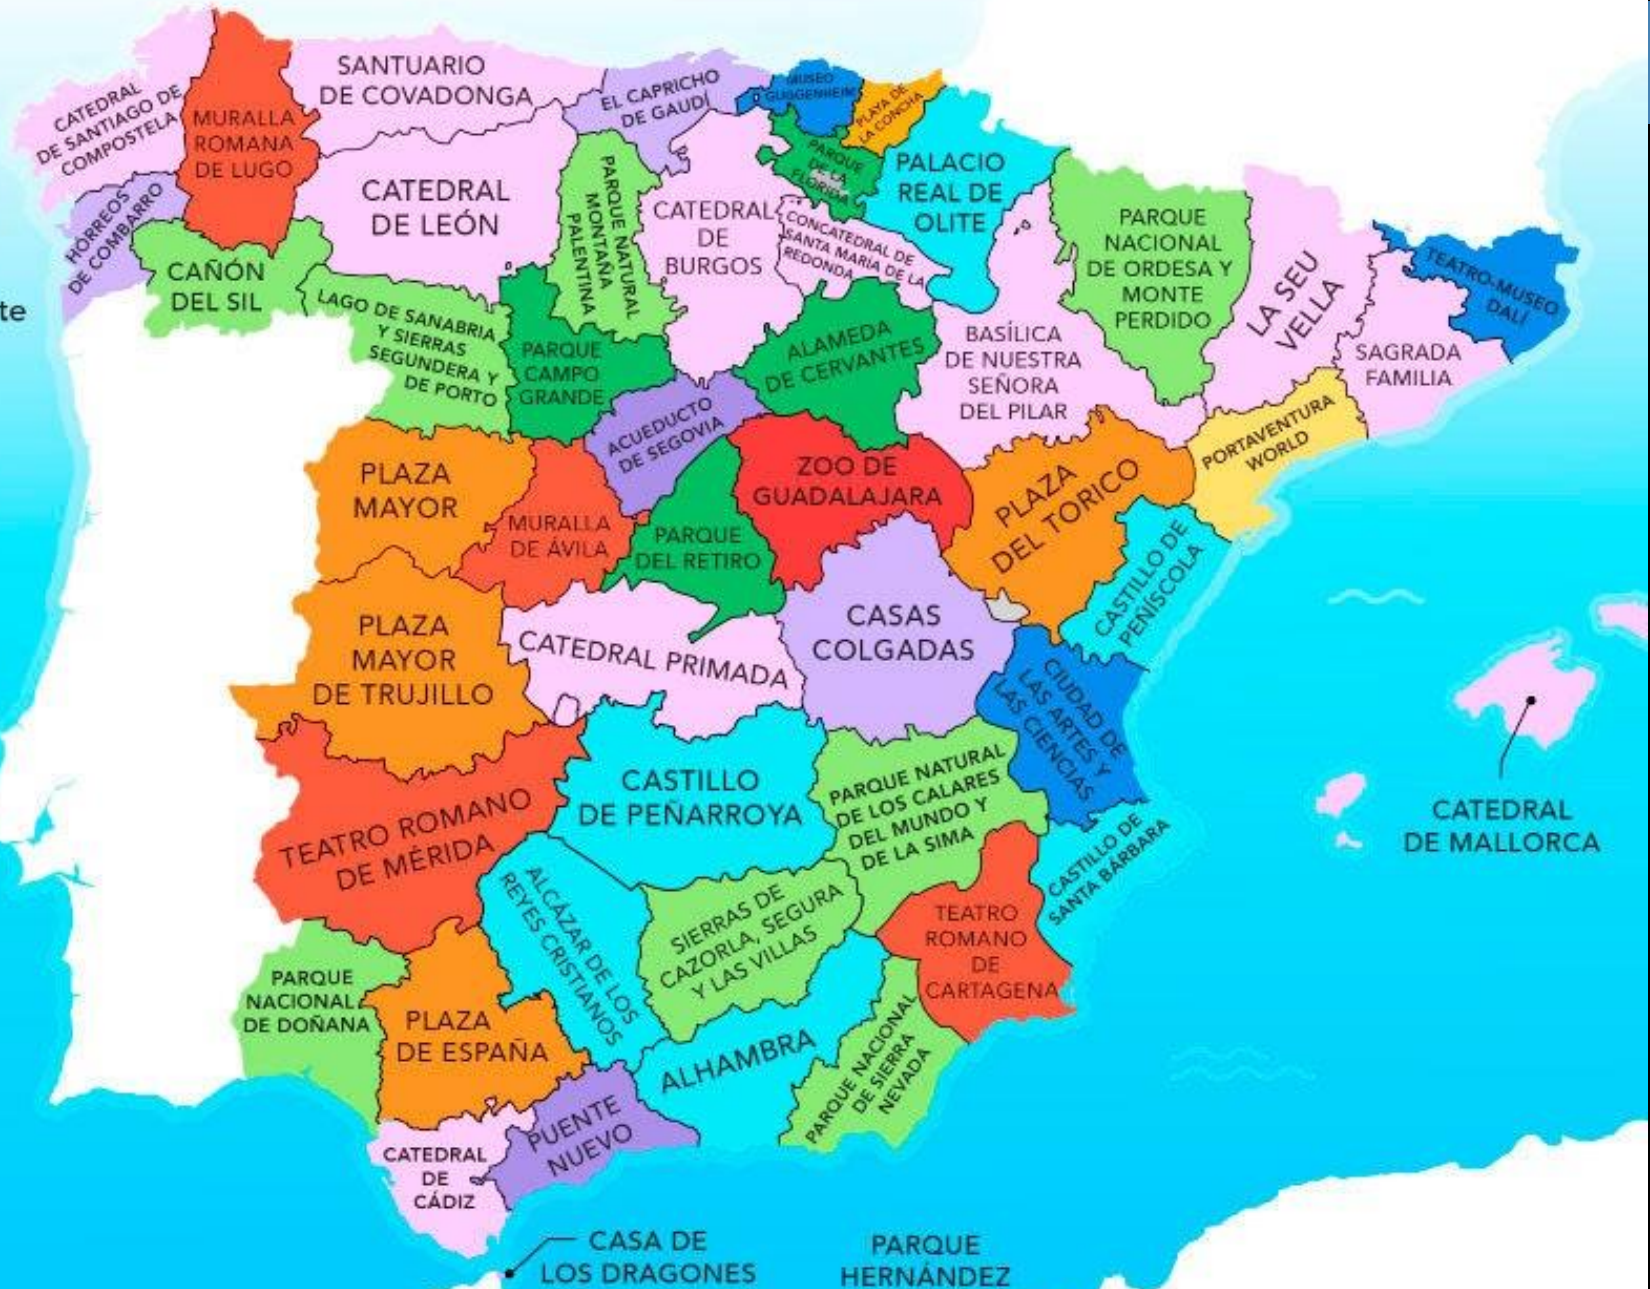 CATEDRAL
DE SANTIAGO DE
COMPOSTELA
MURALLA
ROMANA
DE LUGO
SANTUARIO
DE COVADONGA
EL CAPRICHO
DE GAUDÍ
MUSEO
GUGGENHEIM
PLAYA DE
LA CONCHA
HÓRREOS
DE COMBARRO
CAÑÓN
DEL SIL
CATEDRAL
DE LEÓN
PARQUE NATURAL
MONTAÑA
PALENTINA
CATEDRAL
DE
BURGOS
PARQUE
DE LA
FLORIDA
CONCATEDRAL DE
SANTA MARÍA DE LA
REDONDA
PALACIO
REAL DE
OLITE
PARQUE
NACIONAL
DE ORDESA Y
MONTE
PERDIDO
LA SEU
VELLA
TEATRO-MUSEO
DALÍ
SAGRADA
FAMILIA
te
LAGO DE SANABRIA
Y SIERRAS
SEGUNDERA Y
DE PORTO
PARQUE
CAMPO
GRANDE
ALAMEDA
DE CERVANTES
BASÍLICA
DE NUESTRA
SEÑORA
DEL PILAR
PORTAVENTURA
WORLD
ACUEDUCTO
DE SEGOVIA
PLAZA
MAYOR
MURALLA
DE ÁVILA
PARQUE
DEL RETIRO
ZOO DE
GUADALAJARA
PLAZA
DEL TORICO
CASTILLO DE
PEÑÍSCOLA
PLAZA
MAYOR
DE TRUJILLO
CATEDRAL PRIMADA
CASAS
COLGADAS
CIUDAD DE
LAS ARTES Y
LAS CIENCIAS
CATEDRAL
DE MALLORCA
TEATRO ROMANO
DE MÉRIDA
CASTILLO
DE PEÑARROYA
PARQUE NATURAL
DE LOS CALARES
DEL MUNDO Y
DE LA SIMA
CASTILLO DE
SANTA BÁRBARA
ALCÁZAR DE LOS
REYES CRISTIANOS
SIERRAS DE
CAZORLA, SEGURA
Y LAS VILLAS
TEATRO
ROMANO
DE
CARTAGENA
PARQUE
NACIONAL
DE DOÑANA
PLAZA
DE ESPAÑA
ALHAMBRA
PARQUE NACIONAL
DE SIERRA
NEVADA
CATEDRAL
DE
CÁDIZ
PUENTE
NUEVO
CASA DE
LOS DRAGONES
PARQUE
HERNÁNDEZ